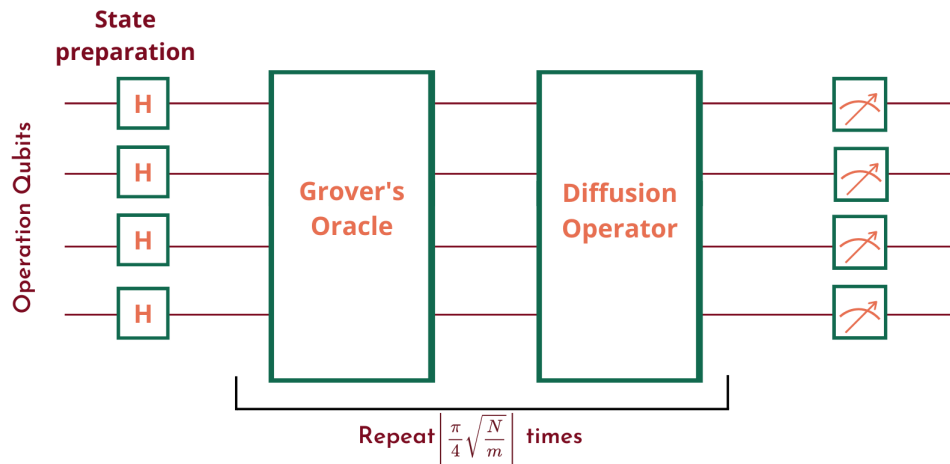 State
preparation
Operation Qubits
H
H
H
H
Grover's
Oracle
Diffusion
Operator
Repeat ⌊π/4 √(N/m)⌋ times